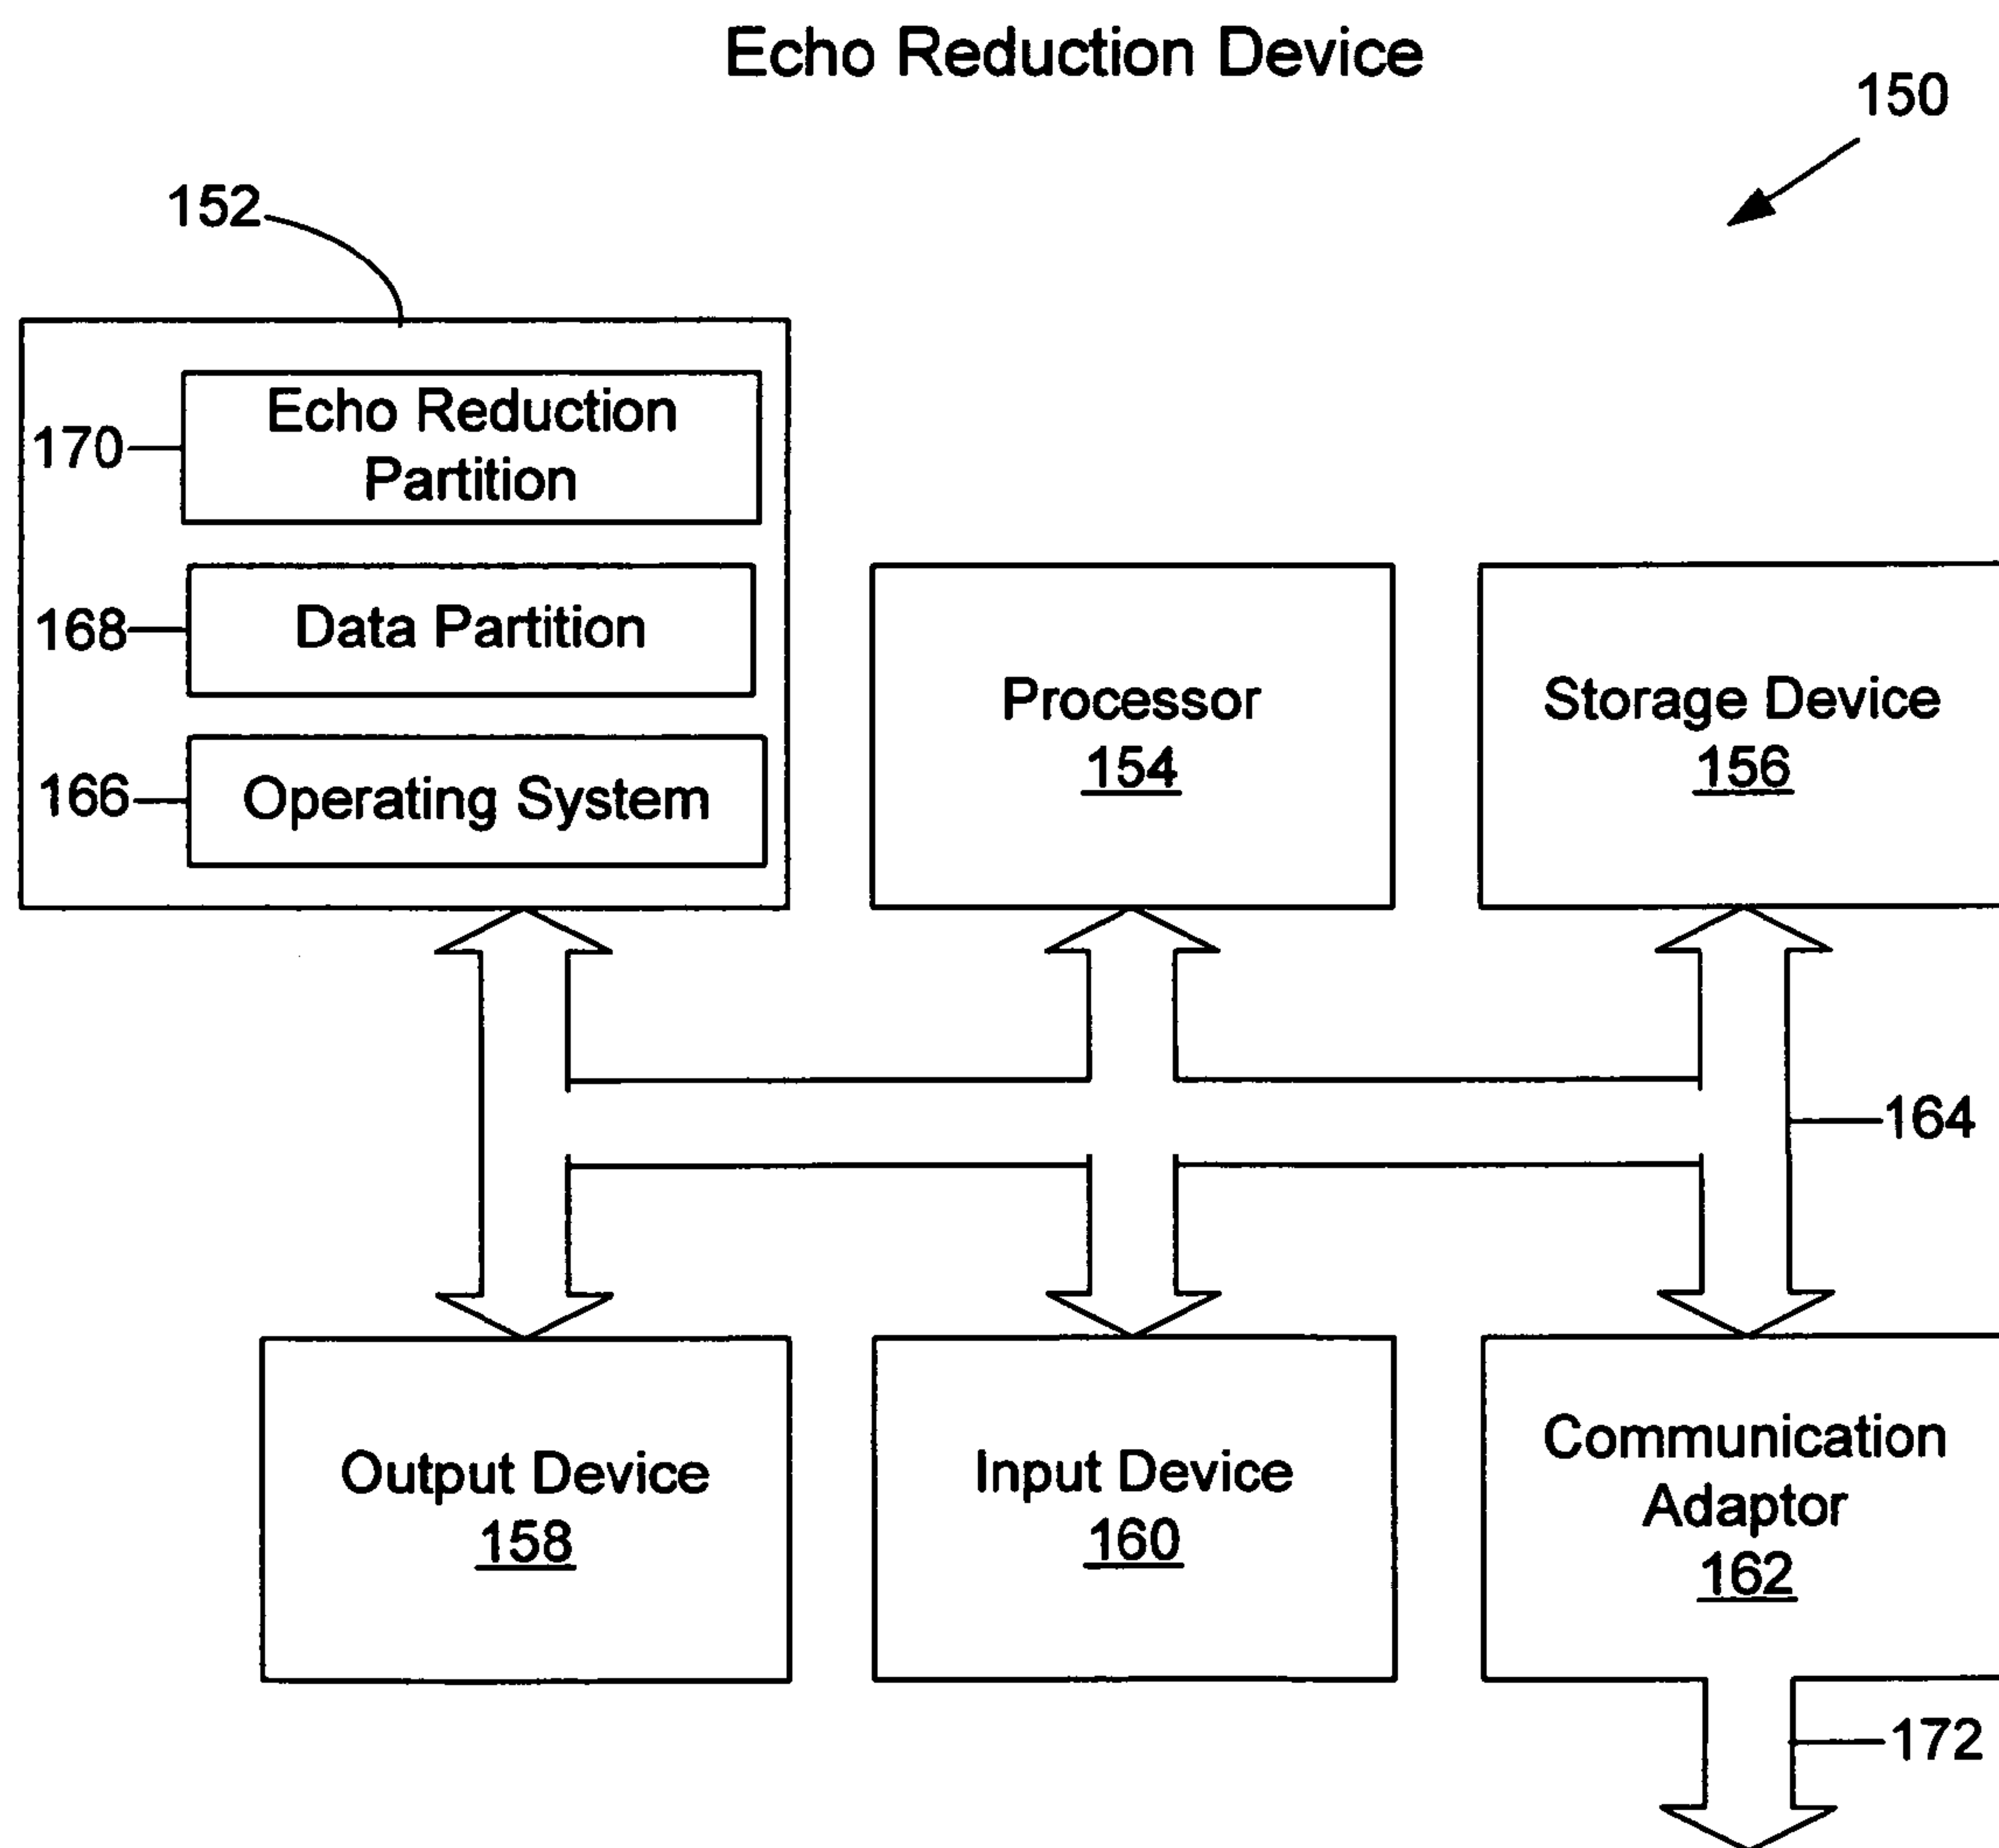 Echo Reduction Device
150
152
170
Echo Reduction
Partition
168
Data Partition
166
Operating System
Processor
154
Storage Device
156
164
Output Device
158
Input Device
160
Communication
Adaptor
162
172